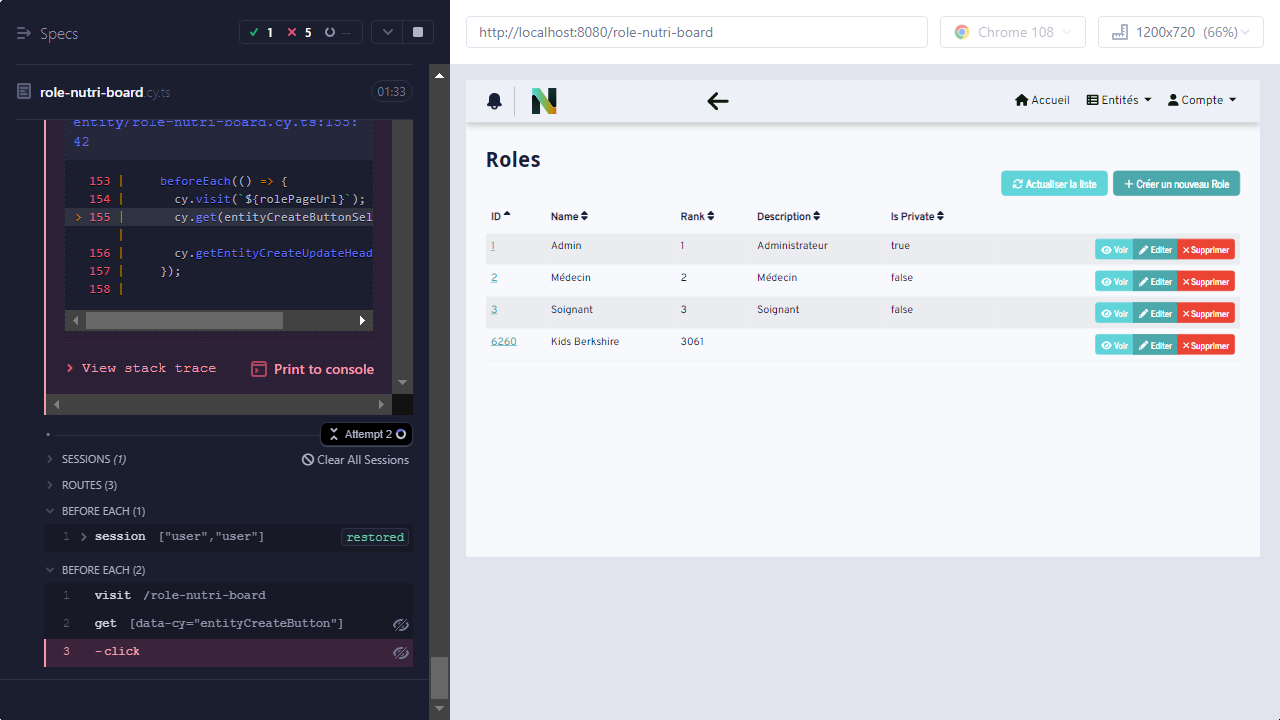 Specs
1 5 --
role-nutri-board.cy.ts 01:33
entity/role-nutri-board.cy.ts:155:
42
153 | beforeEach(() => {
154 | cy.visit(`${rolePageUrl}`);
> 155 | cy.get(entityCreateButtonSel
|
156 | cy.getEntityCreateUpdateHead
157 | });
158 |
> View stack trace Print to console
Attempt 2
SESSIONS (1) Clear All Sessions
ROUTES (3)
BEFORE EACH (1)
1 session ["user","user"] restored
BEFORE EACH (2)
1 visit /role-nutri-board
2 get [data-cy="entityCreateButton"]
3 -click
http://localhost:8080/role-nutri-board Chrome 108 1200x720 (66%)
N Accueil Entités Compte
Roles
Actualiser la liste Créer un nouveau Role
ID Name Rank Description Is Private
1 Admin 1 Administrateur true Voir Editer Supprimer
2 Médecin 2 Médecin false Voir Editer Supprimer
3 Soignant 3 Soignant false Voir Editer Supprimer
6260 Kids Berkshire 3061 Voir Editer Supprimer